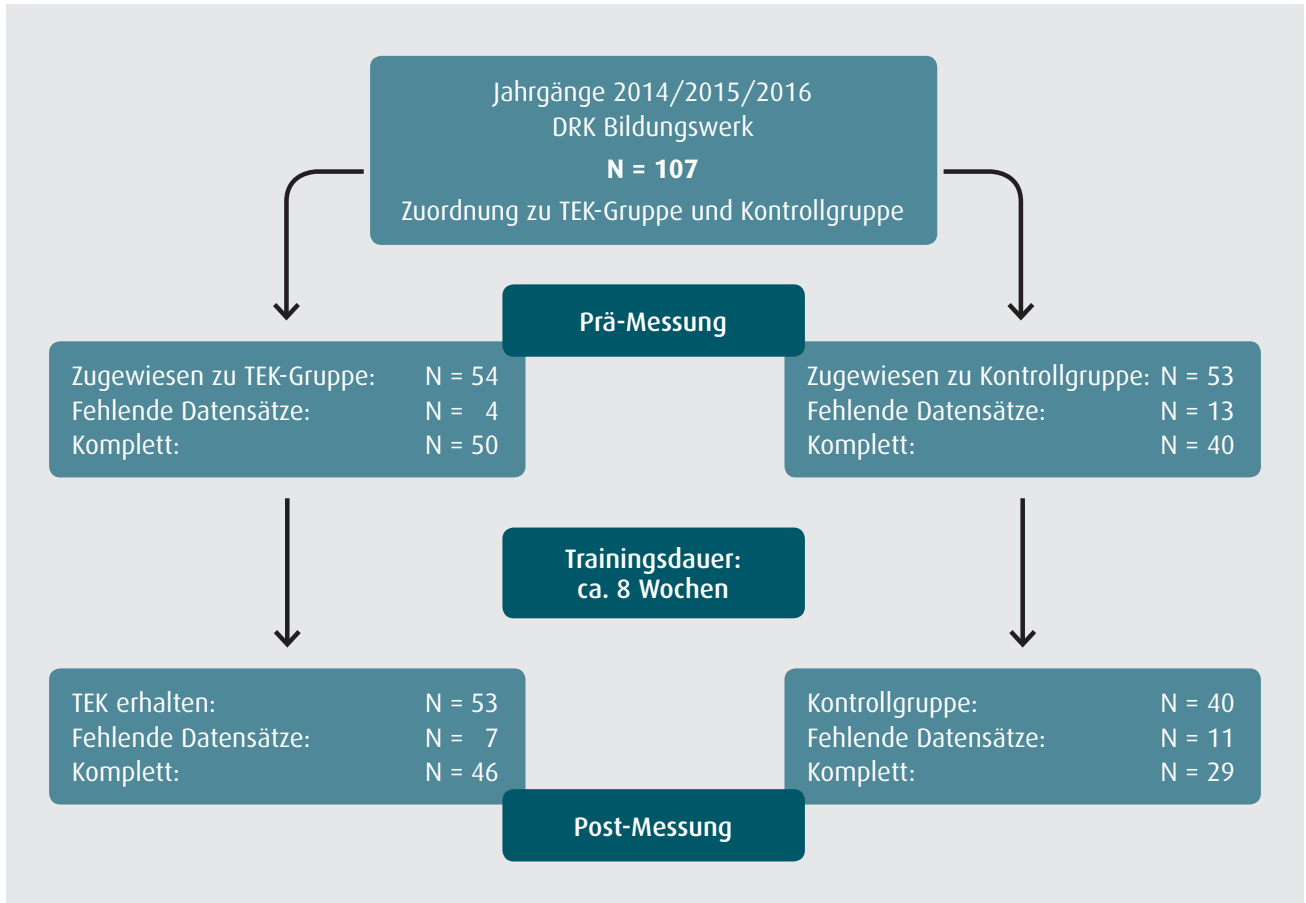 Jahrgänge 2014/2015/2016
DRK Bildungswerk
N = 107
Zuordnung zu TEK-Gruppe und Kontrollgruppe
Prä-Messung
Zugewiesen zu TEK-Gruppe: N = 54
Fehlende Datensätze: N = 4
Komplett: N = 50
Zugewiesen zu Kontrollgruppe: N = 53
Fehlende Datensätze: N = 13
Komplett: N = 40
Trainingsdauer:
ca. 8 Wochen
TEK erhalten: N = 53
Fehlende Datensätze: N = 7
Komplett: N = 46
Kontrollgruppe: N = 40
Fehlende Datensätze: N = 11
Komplett: N = 29
Post-Messung